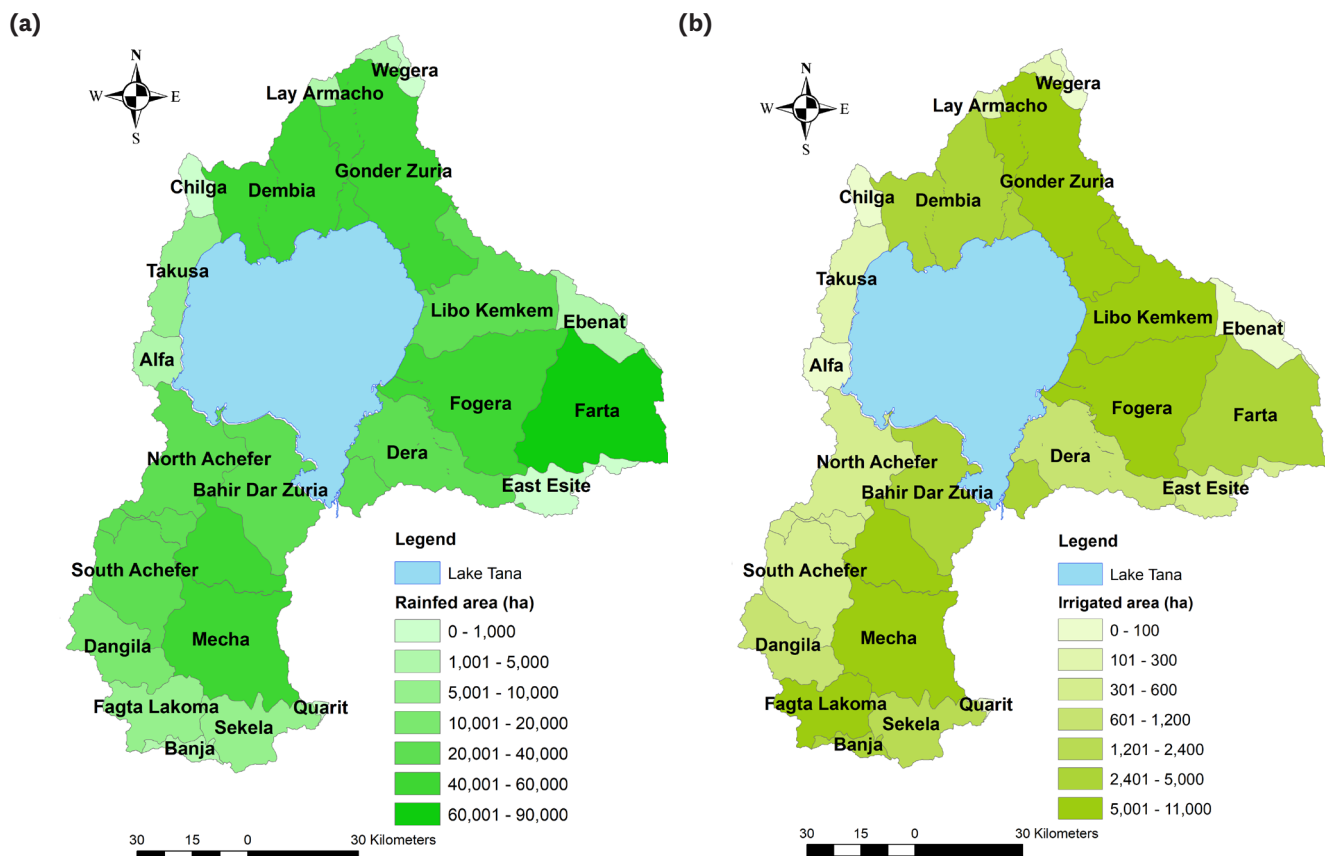 (a)
N
W E
S
Wegera
Lay Armacho
Gonder Zuria
Chilga
Dembia
Takusa
Libo Kemkem
Ebenat
Alfa
Fogera
Farta
Dera
North Achefer
East Esite
Bahir Dar Zuria
South Achefer
Mecha
Dangila
Fagta Lakoma
Quarit
Sekela
Banja
Legend
Lake Tana
Rainfed area (ha)
0 - 1,000
1,001 - 5,000
5,001 - 10,000
10,001 - 20,000
20,001 - 40,000
40,001 - 60,000
60,001 - 90,000
30 15 0 30 Kilometers
(b)
N
W E
S
Wegera
Lay Armacho
Gonder Zuria
Chilga
Dembia
Takusa
Libo Kemkem
Ebenat
Alfa
Fogera
Farta
Dera
North Achefer
East Esite
Bahir Dar Zuria
South Achefer
Mecha
Dangila
Fagta Lakoma
Quarit
Sekela
Banja
Legend
Lake Tana
Irrigated area (ha)
0 - 100
101 - 300
301 - 600
601 - 1,200
1,201 - 2,400
2,401 - 5,000
5,001 - 11,000
30 15 0 30 Kilometers